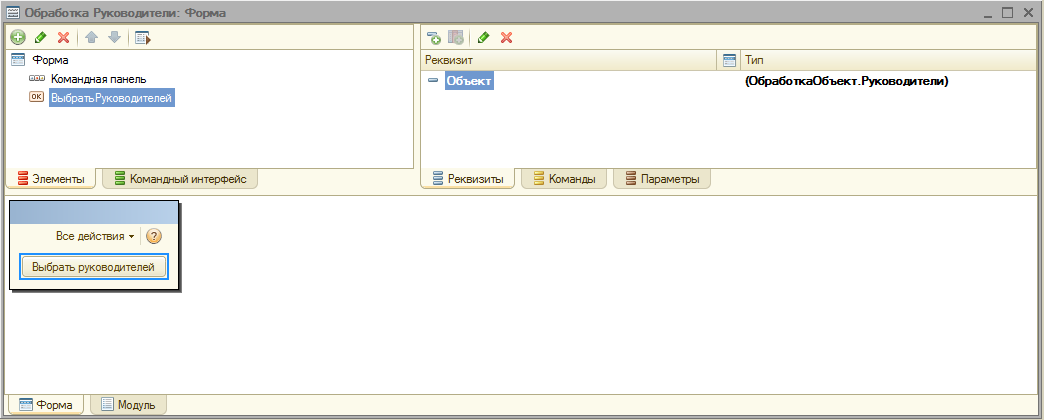 Обработка Руководители: Форма
Форма
Командная панель
OK ВыбратьРуководителей
Элементы
Командный интерфейс
Реквизит Тип
Объект (ОбработкаОбъект.Руководители)
Реквизиты
Команды
Параметры
Все действия ?
Выбрать руководителей
Форма
Модуль